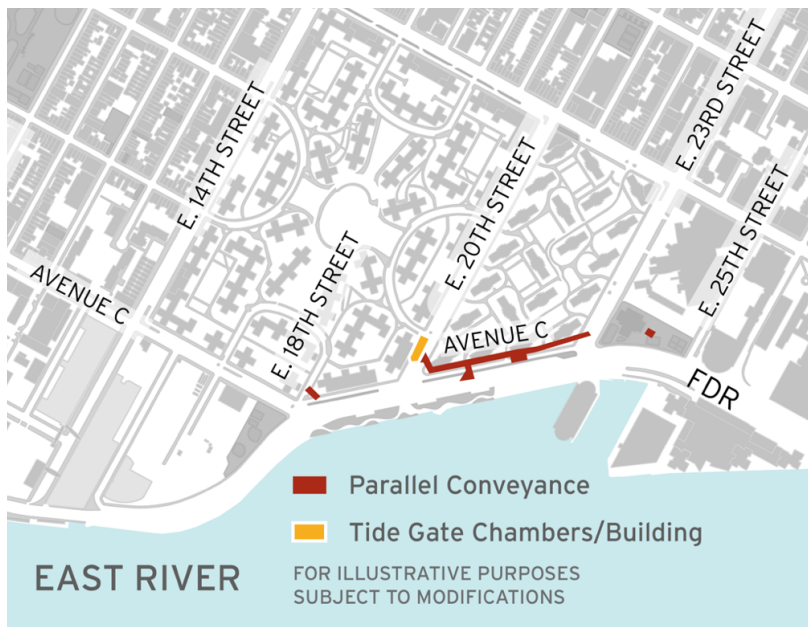 E. 23RD STREET
E. 14TH STREET
E. 20TH STREET
E. 25TH STREET
AVENUE C
E. 18TH STREET
AVENUE C
FDR
Parallel Conveyance
Tide Gate Chambers/Building
EAST RIVER
FOR ILLUSTRATIVE PURPOSES
SUBJECT TO MODIFICATIONS